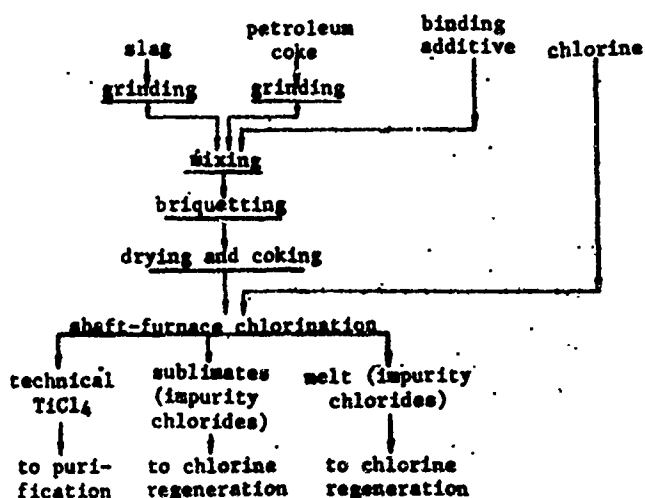 slag
petroleum
coke
binding
additive
chlorine
grinding
grinding
mixing
briquetting
drying and coking
shaft-furnace chlorination
technical
TiCl4
sublimates
(impurity
chlorides)
melt (impurity
chlorides)
to puri-
fication
to chlorine
regeneration
to chlorine
regeneration